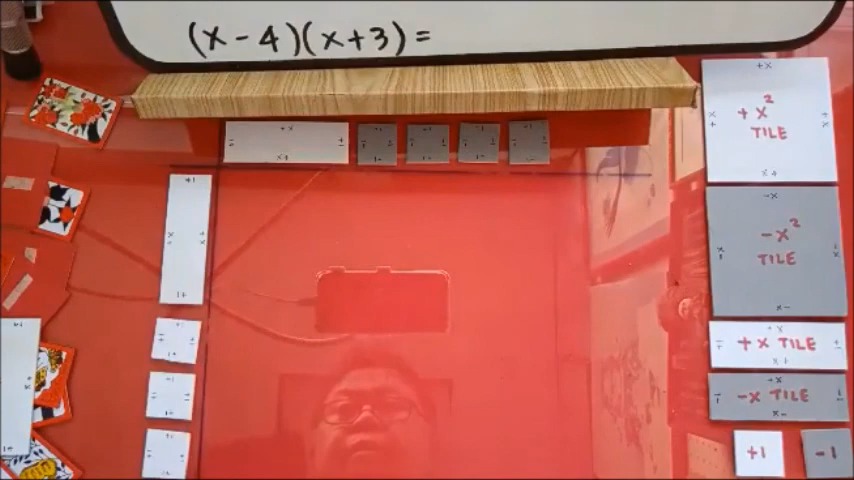 (x-4)(x+3)=
+x²
TILE
-x²
TILE
+x TILE
-x TILE
+1
-1